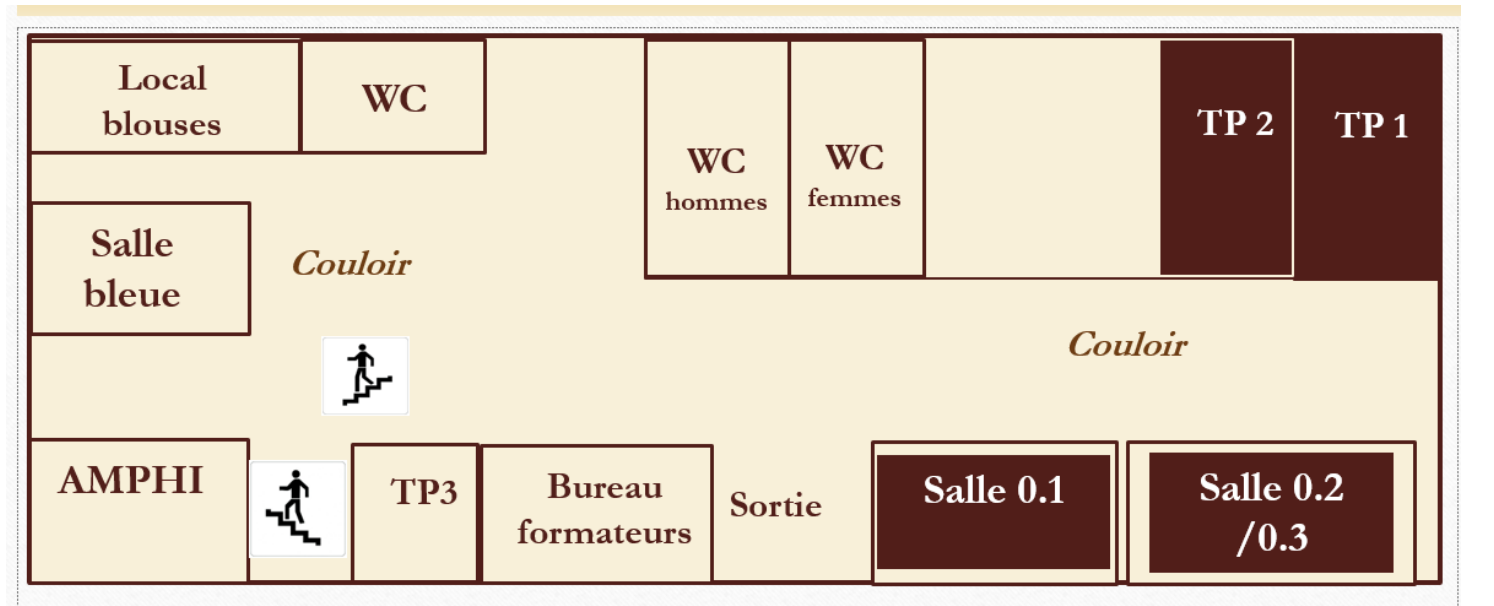 Local
blouses
WC
WC
hommes
WC
femmes
TP 2
TP 1
Salle
bleue
Couloir
Couloir
AMPHI
TP3
Bureau
formateurs
Sortie
Salle 0.1
Salle 0.2
/0.3